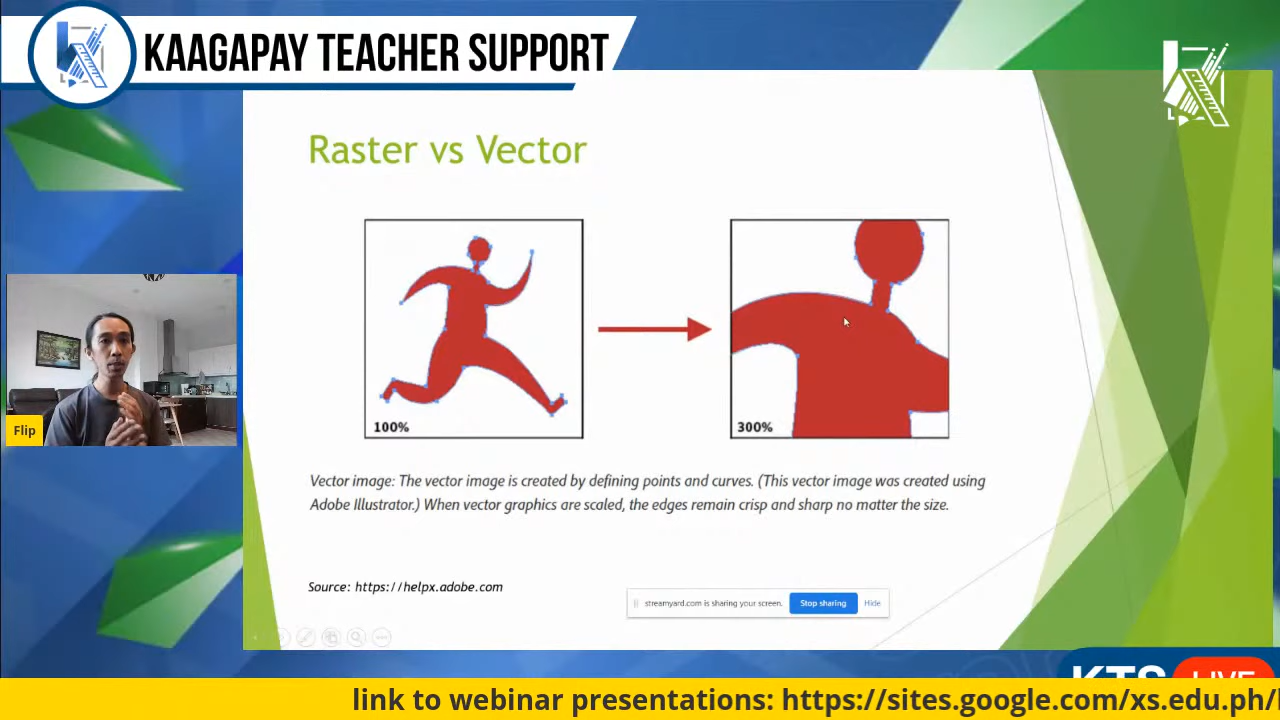 KAAGAPAY TEACHER SUPPORT
Raster vs Vector
100%
300%
Vector image: The vector image is created by defining points and curves. (This vector image was created using
Adobe Illustrator.) When vector graphics are scaled, the edges remain crisp and sharp no matter the size.
Source: https://helpx.adobe.com
streamyard.com is sharing your screen. Stop sharing Hide
Flip
KTS LIVE
link to webinar presentations: https://sites.google.com/xs.edu.ph/